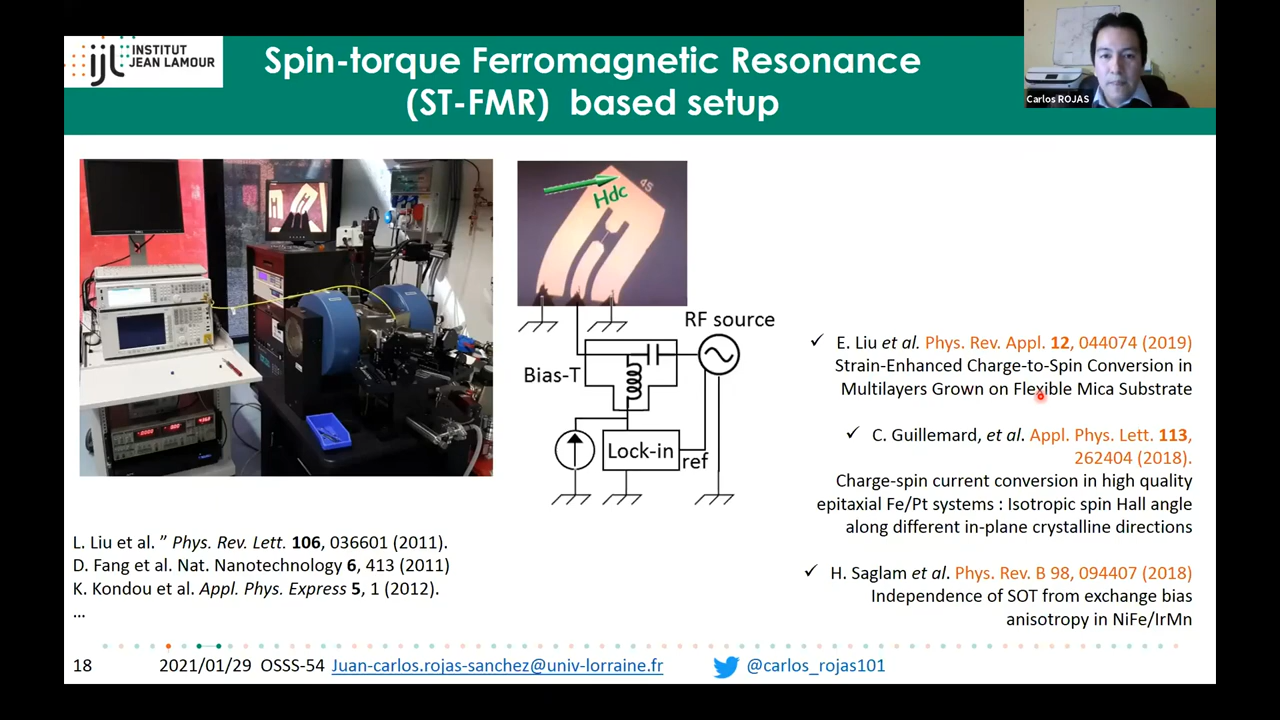 INSTITUT
JEAN LAMOUR
Spin-torque Ferromagnetic Resonance
(ST-FMR) based setup
Carlos ROJAS
45
Hdc
RF source
Bias-T
Lock-in
ref
E. Liu et al. Phys. Rev. Appl. 12, 044074 (2019)
Strain-Enhanced Charge-to-Spin Conversion in
Multilayers Grown on Flexible Mica Substrate
C. Guillemard, et al. Appl. Phys. Lett. 113,
262404 (2018).
Charge-spin current conversion in high quality
epitaxial Fe/Pt systems : Isotropic spin Hall angle
along different in-plane crystalline directions
H. Saglam et al. Phys. Rev. B 98, 094407 (2018)
Independence of SOT from exchange bias
anisotropy in NiFe/IrMn
L. Liu et al. ” Phys. Rev. Lett. 106, 036601 (2011).
D. Fang et al. Nat. Nanotechnology 6, 413 (2011)
K. Kondou et al. Appl. Phys. Express 5, 1 (2012).
...
18
2021/01/29 OSSS-54 Juan-carlos.rojas-sanchez@univ-lorraine.fr
@carlos_rojas101